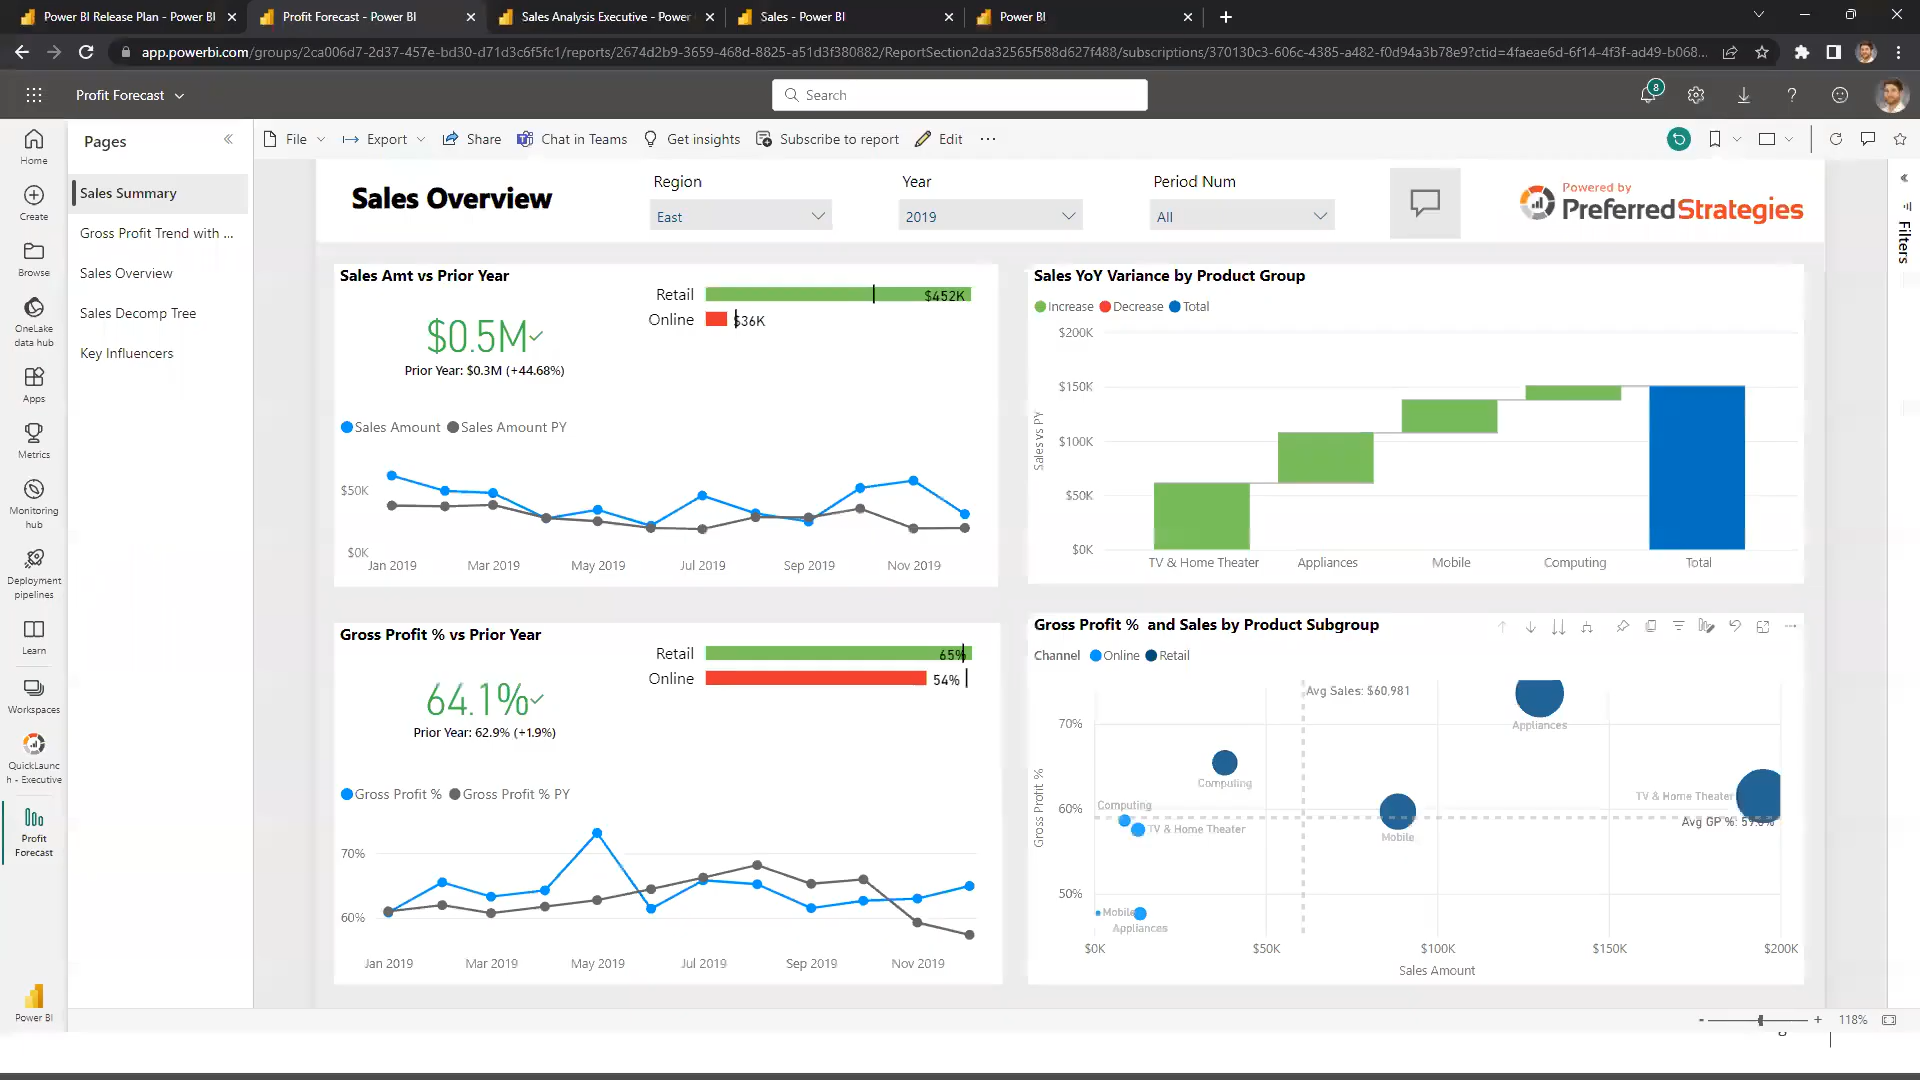 Power BI Release Plan - Power BI
Profit Forecast - Power BI
Sales Analysis Executive - Power
Sales - Power BI
Power BI
app.powerbi.com/groups/2ca006d7-2d37-457e-bd30-d71d3c6f5fc1/reports/2674d2b9-3659-468d-8825-a51d3f380882/ReportSection2da32565f588d627f488/subscriptions/370130c3-606c-4385-a482-f0d94a3b78e9?ctid=4faeae6d-6f14-4f3f-ad49-b068...
Profit Forecast
Search
8
Home
Create
Browse
OneLake
data hub
Apps
Metrics
Monitoring
hub
Deployment
pipelines
Learn
Workspaces
QuickLaunc
h - Executive
Profit
Forecast
Power BI
Pages
Sales Summary
Gross Profit Trend with ...
Sales Overview
Sales Decomp Tree
Key Influencers
File
Export
Share
Chat in Teams
Get insights
Subscribe to report
Edit
Sales Overview
Region
East
Year
2019
Period Num
All
Powered by
PreferredStrategies
Filters
Sales Amt vs Prior Year
Retail
$452K
Online
$36K
$0.5M
Prior Year: $0.3M (+44.68%)
Sales Amount
Sales Amount PY
$50K
$0K
Jan 2019
Mar 2019
May 2019
Jul 2019
Sep 2019
Nov 2019
Sales YoY Variance by Product Group
Increase
Decrease
Total
$200K
$150K
$100K
$50K
$0K
Sales vs PY
TV & Home Theater
Appliances
Mobile
Computing
Total
Gross Profit % vs Prior Year
Retail
65%
Online
54%
64.1%
Prior Year: 62.9% (+1.9%)
Gross Profit %
Gross Profit % PY
70%
60%
Jan 2019
Mar 2019
May 2019
Jul 2019
Sep 2019
Nov 2019
Gross Profit % and Sales by Product Subgroup
Channel
Online
Retail
Avg Sales: $60,981
70%
60%
50%
Gross Profit %
Appliances
Computing
Computing
TV & Home Theater
Mobile
TV & Home Theater
Avg GP %:
Mobile
Appliances
$0K
$50K
$100K
$150K
$200K
Sales Amount
118%